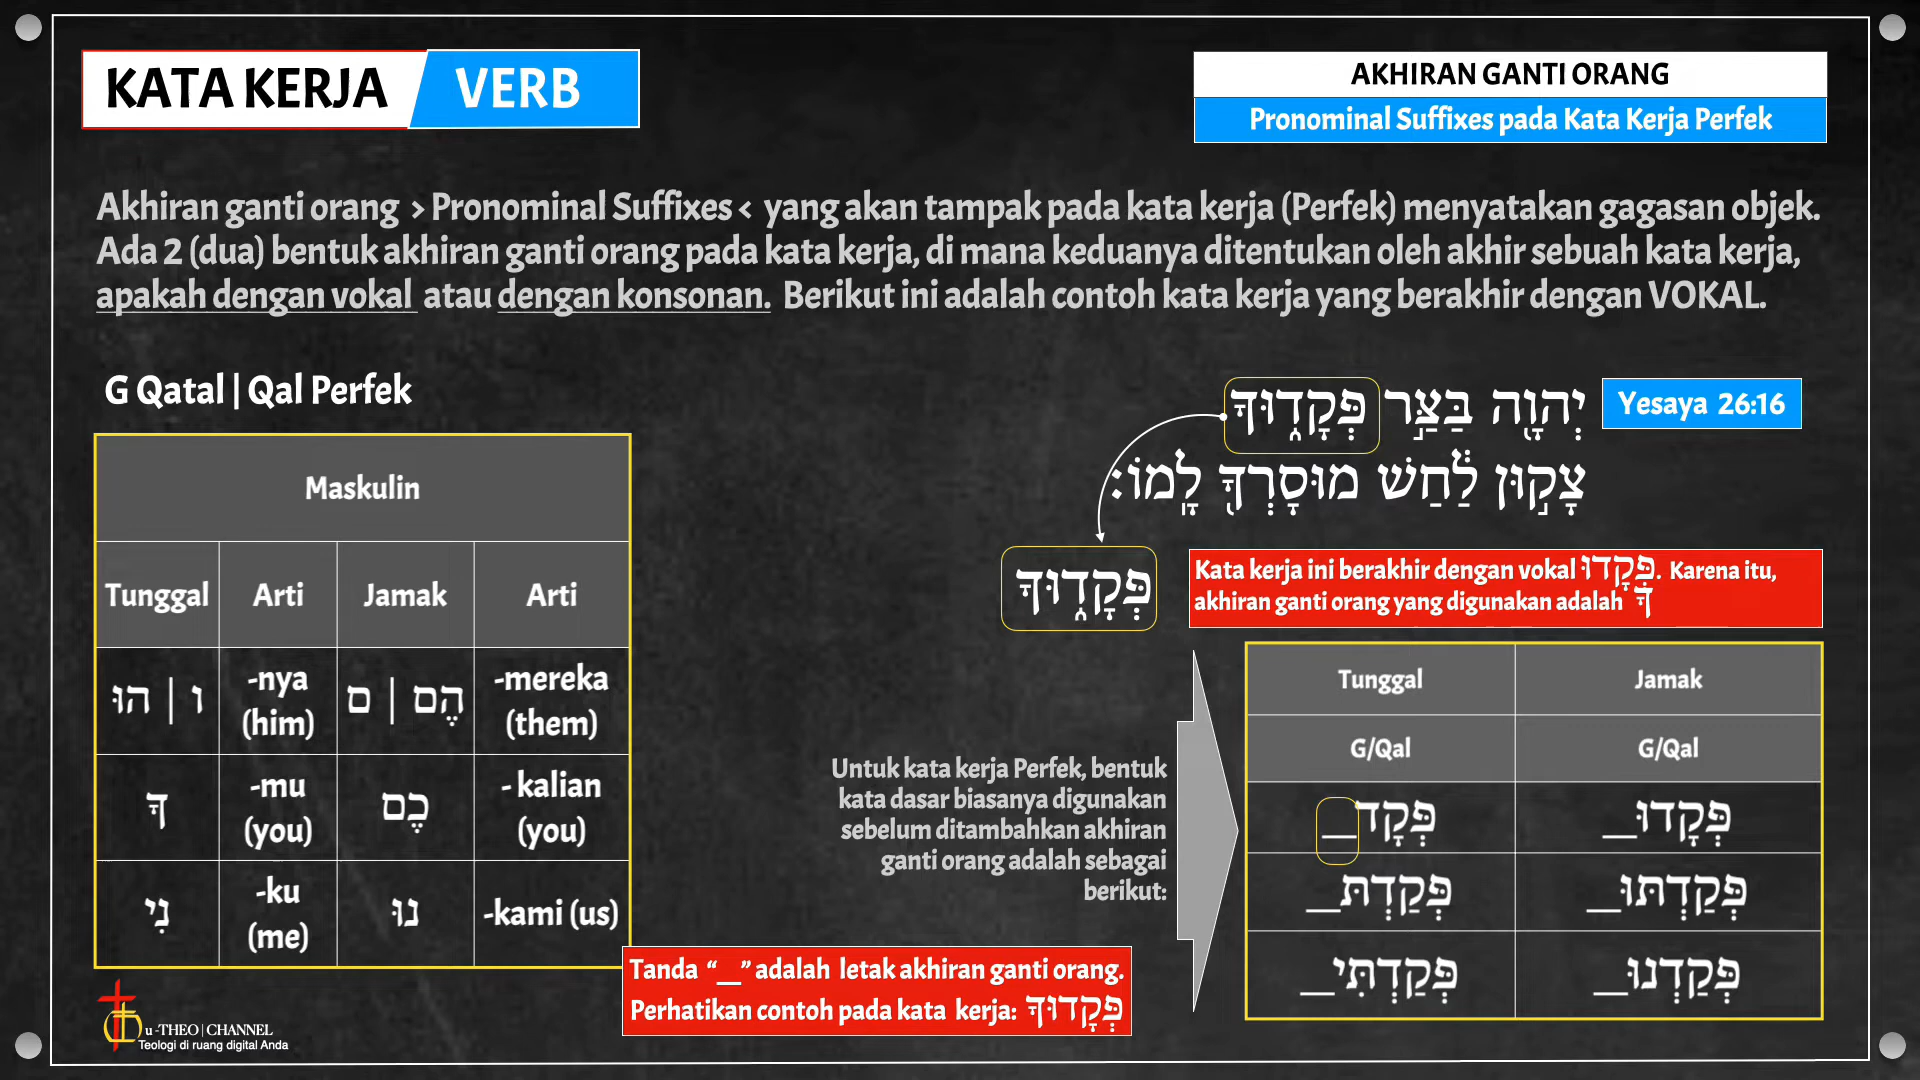 KATA KERJA VERB
AKHIRAN GANTI ORANG
Pronominal Suffixes pada Kata Kerja Perfek
Akhiran ganti orang > Pronominal Suffixes < yang akan tampak pada kata kerja (Perfek) menyatakan gagasan objek.
Ada 2 (dua) bentuk akhiran ganti orang pada kata kerja, di mana keduanya ditentukan oleh akhir sebuah kata kerja,
apakah dengan vokal atau dengan konsonan. Berikut ini adalah contoh kata kerja yang berakhir dengan VOKAL.
G Qatal | Qal Perfek
Maskulin
Tunggal Arti Jamak Arti
ו | הוּ -nya (him) הֶם | ם -mereka (them)
ךָ -mu (you) כֶם - kalian (you)
נִי -ku (me) נוּ -kami (us)
יְהוָ֖ה בַּצַּ֣ר פְּקָד֑וּךָ
Yesaya 26:16
צָק֣וּן לַ֔חַשׁ מוּסָרְךָ֖ לָֽמוֹ׃
פְּקָד֑וּךָ
Kata kerja ini berakhir dengan vokal פְּקָדוּ. Karena itu,
akhiran ganti orang yang digunakan adalah ךָ
Untuk kata kerja Perfek, bentuk
kata dasar biasanya digunakan
sebelum ditambahkan akhiran
ganti orang adalah sebagai
berikut:
Tunggal Jamak
G/Qal G/Qal
פְּקָד__ פְּקָדוּ__
פְּקַדְתּ__ פְּקַדְתּוּ__
פְּקַדְתִּי__ פְּקַדְנוּ__
Tanda “__” adalah letak akhiran ganti orang.
Perhatikan contoh pada kata kerja: פְּקָדוּךָ
u -THEO | CHANNEL
Teologi di ruang digital Anda